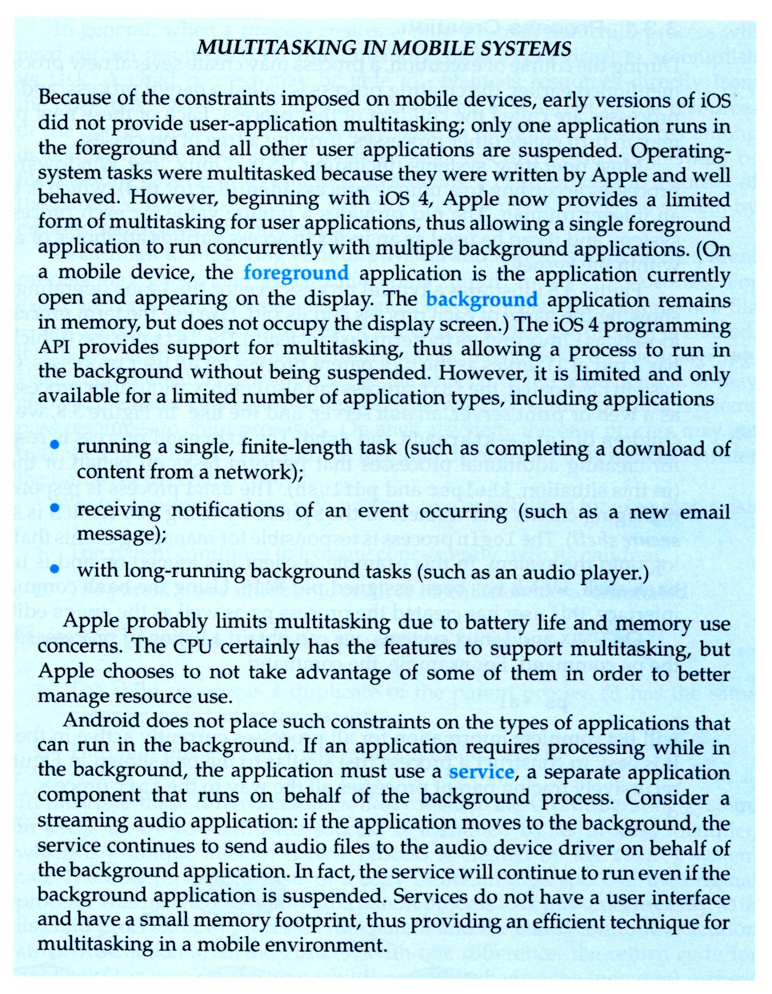 MULTITASKING IN MOBILE SYSTEMS
Because of the constraints imposed on mobile devices, early versions of iOS
did not provide user-application multitasking; only one application runs in
the foreground and all other user applications are suspended. Operating-
system tasks were multitasked because they were written by Apple and well
behaved. However, beginning with iOS 4, Apple now provides a limited
form of multitasking for user applications, thus allowing a single foreground
application to run concurrently with multiple background applications. (On
a mobile device, the foreground application is the application currently
open and appearing on the display. The background application remains
in memory, but does not occupy the display screen.) The iOS 4 programming
API provides support for multitasking, thus allowing a process to run in
the background without being suspended. However, it is limited and only
available for a limited number of application types, including applications
• running a single, finite-length task (such as completing a download of
content from a network);
• receiving notifications of an event occurring (such as a new email
message);
• with long-running background tasks (such as an audio player.)
Apple probably limits multitasking due to battery life and memory use
concerns. The CPU certainly has the features to support multitasking, but
Apple chooses to not take advantage of some of them in order to better
manage resource use.
Android does not place such constraints on the types of applications that
can run in the background. If an application requires processing while in
the background, the application must use a service, a separate application
component that runs on behalf of the background process. Consider a
streaming audio application: if the application moves to the background, the
service continues to send audio files to the audio device driver on behalf of
the background application. In fact, the service will continue to run even if the
background application is suspended. Services do not have a user interface
and have a small memory footprint, thus providing an efficient technique for
multitasking in a mobile environment.